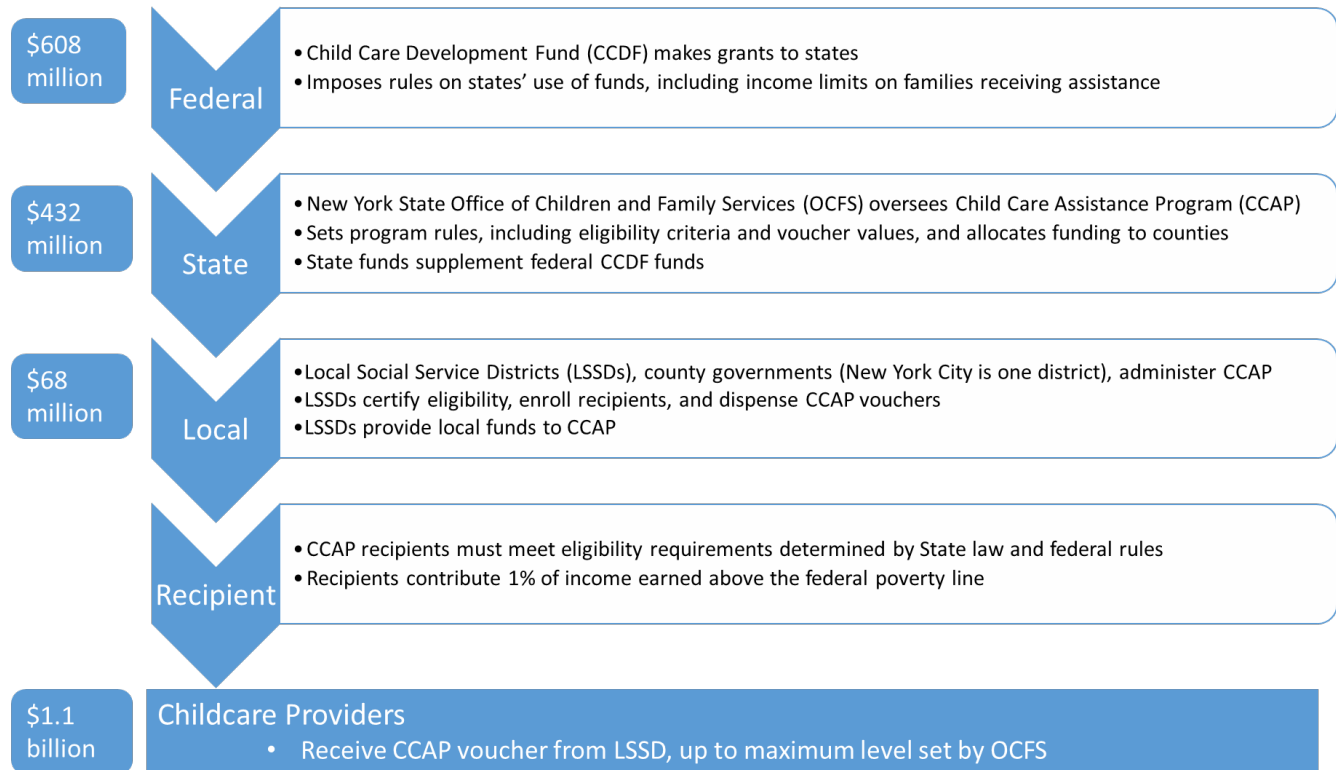 $608
million
Federal
• Child Care Development Fund (CCDF) makes grants to states
• Imposes rules on states’ use of funds, including income limits on families receiving assistance
$432
million
State
• New York State Office of Children and Family Services (OCFS) oversees Child Care Assistance Program (CCAP)
• Sets program rules, including eligibility criteria and voucher values, and allocates funding to counties
• State funds supplement federal CCDF funds
$68
million
Local
•Local Social Service Districts (LSSDs), county governments (New York City is one district), administer CCAP
•LSSDs certify eligibility, enroll recipients, and dispense CCAP vouchers
•LSSDs provide local funds to CCAP
Recipient
• CCAP recipients must meet eligibility requirements determined by State law and federal rules
• Recipients contribute 1% of income earned above the federal poverty line
$1.1
billion
Childcare Providers
• Receive CCAP voucher from LSSD, up to maximum level set by OCFS